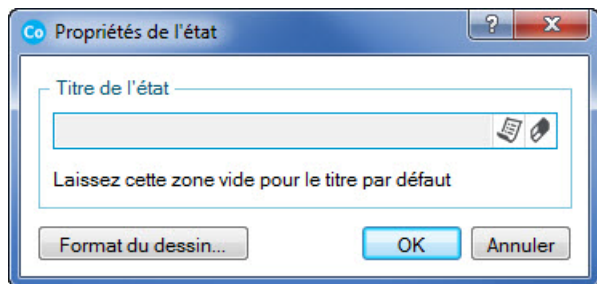 Co Propriétés de l'état
?
X
Titre de l'état
Laissez cette zone vide pour le titre par défaut
Format du dessin... OK Annuler